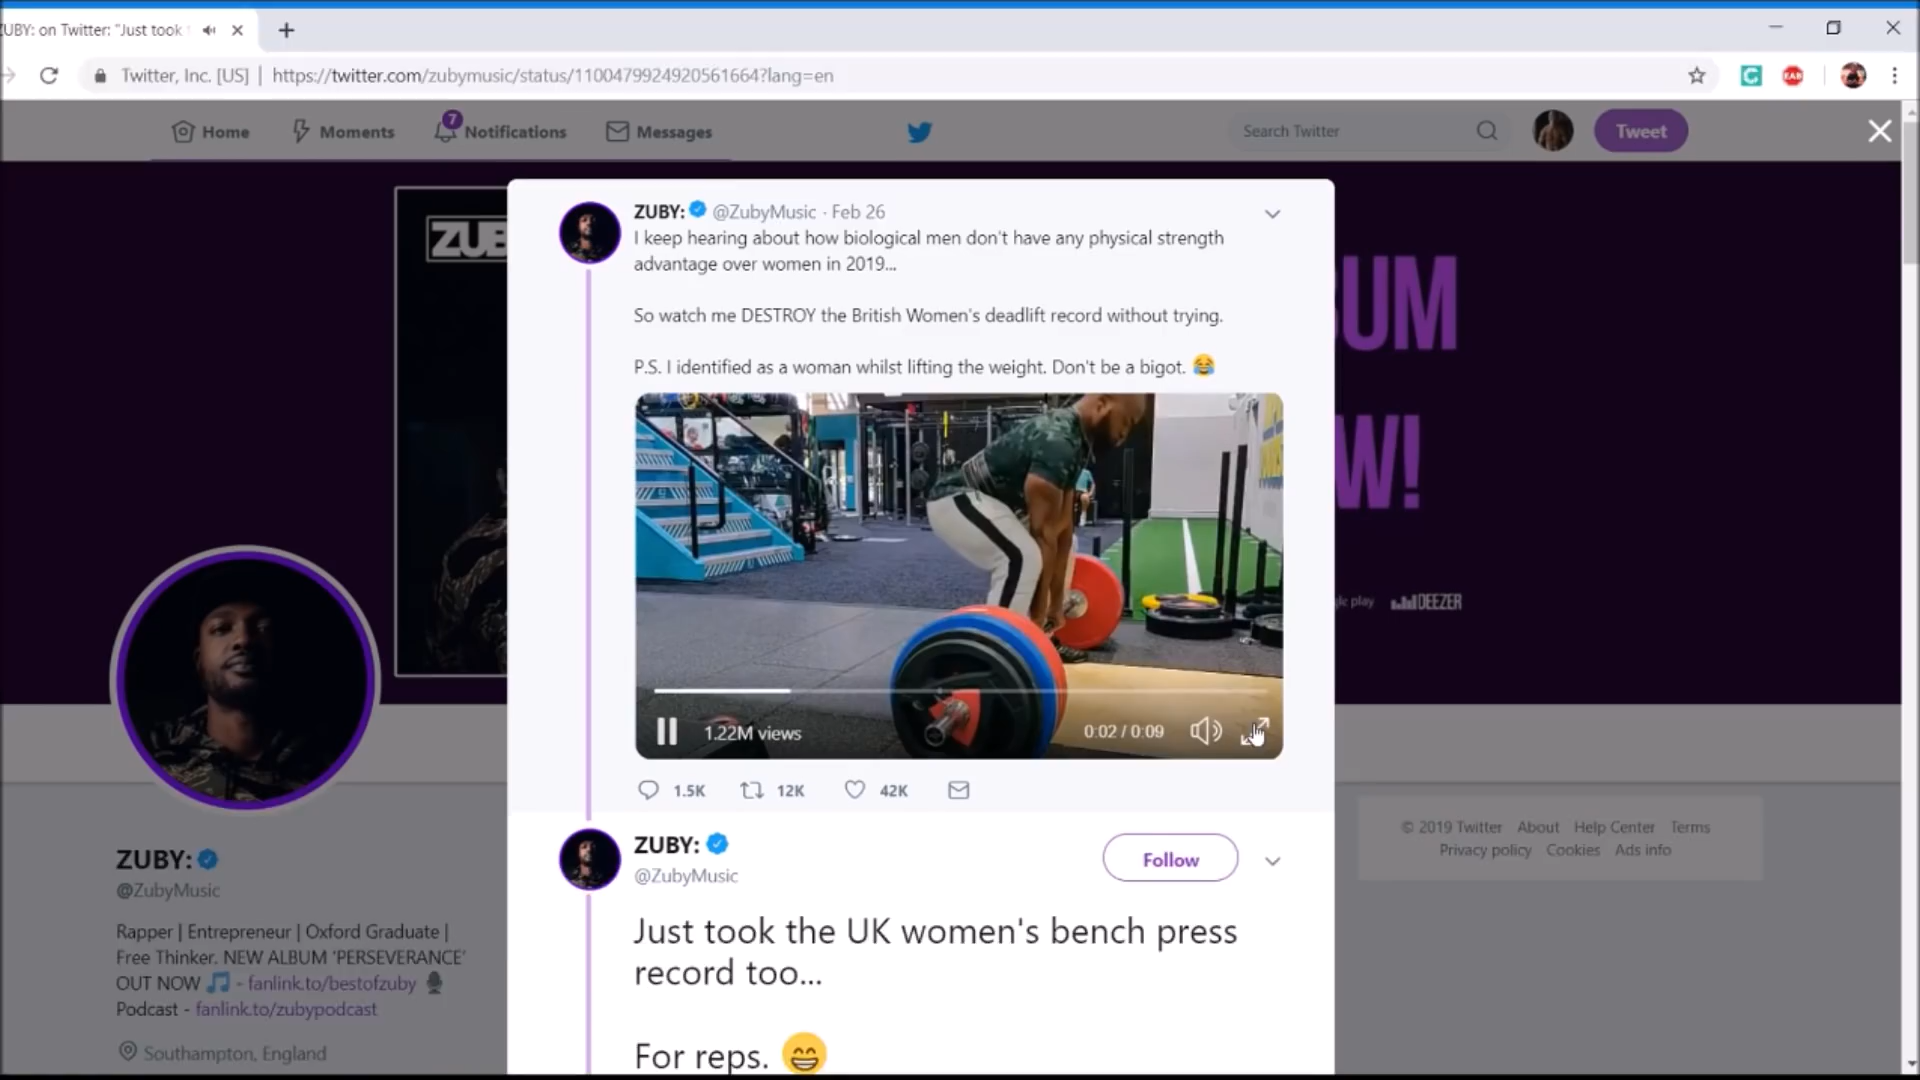 ZUBY: on Twitter: "Just took
Twitter, Inc. [US] | https://twitter.com/zubymusic/status/1100479924920561664?lang=en
Home
Moments
7
Notifications
Messages
Search Twitter
Tweet
ZUBY: @ZubyMusic · Feb 26
I keep hearing about how biological men don't have any physical strength
advantage over women in 2019...
So watch me DESTROY the British Women's deadlift record without trying.
P.S. I identified as a woman whilst lifting the weight. Don't be a bigot. 😂
1.22M views
0:02 / 0:09
1.5K
12K
42K
ZUBY:
@ZubyMusic
Follow
Just took the UK women's bench press
record too...
For reps. 😄
ZUBY:
@ZubyMusic
Rapper | Entrepreneur | Oxford Graduate |
Free Thinker. NEW ALBUM 'PERSEVERANCE'
OUT NOW 🎵 - fanlink.to/bestofzuby 🎙
Podcast - fanlink.to/zubypodcast
Southampton, England
play
DEEZER
© 2019 Twitter About Help Center Terms
Privacy policy Cookies Ads info